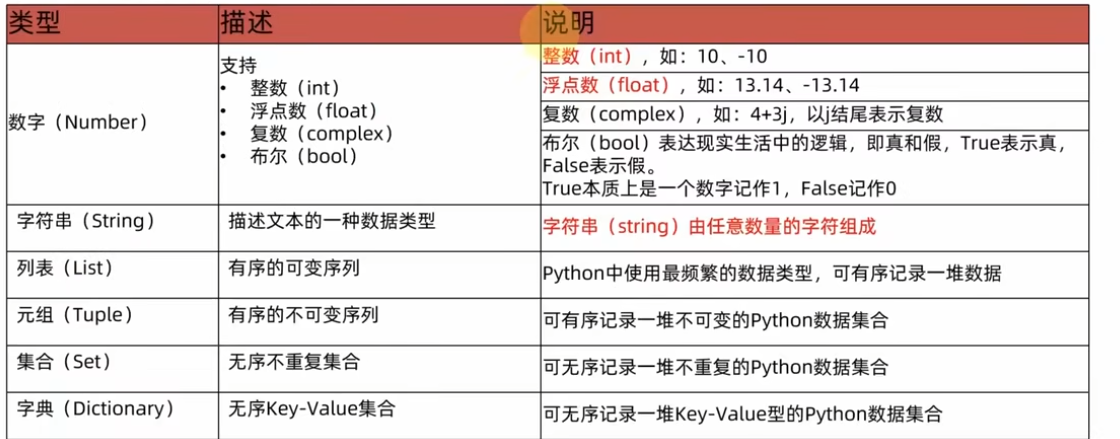 类型 描述 说明
数字（Number）
支持
• 整数（int）
• 浮点数（float）
• 复数（complex）
• 布尔（bool）
整数（int），如：10、-10
浮点数（float），如：13.14、-13.14
复数（complex），如：4+3j，以j结尾表示复数
布尔（bool）表达现实生活中的逻辑，即真和假，True表示真，
False表示假。
True本质上是一个数字记作1，False记作0
字符串（String） 描述文本的一种数据类型 字符串（string）由任意数量的字符组成
列表（List） 有序的可变序列 Python中使用最频繁的数据类型，可有序记录一堆数据
元组（Tuple） 有序的不可变序列 可有序记录一堆不可变的Python数据集合
集合（Set） 无序不重复集合 可无序记录一堆不重复的Python数据集合
字典（Dictionary） 无序Key-Value集合 可无序记录一堆Key-Value型的Python数据集合